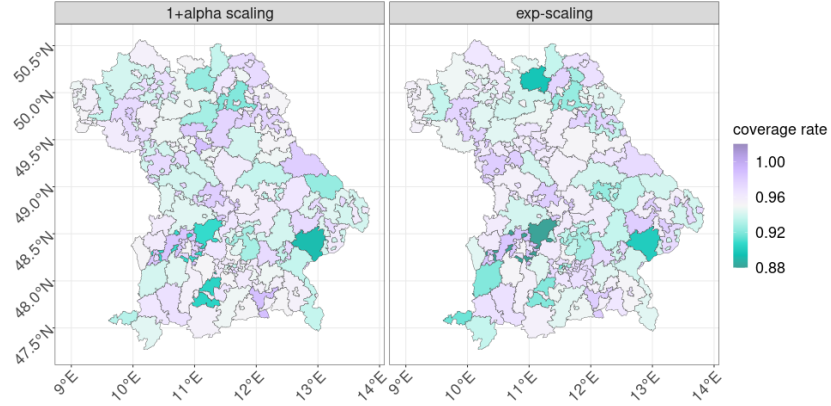 1+alpha scaling
exp-scaling
50.5°N
50.0°N
49.5°N
49.0°N
48.5°N
48.0°N
47.5°N
coverage rate
1.00
0.96
0.92
0.88
9°E 10°E 11°E 12°E 13°E 14°E 9°E 10°E 11°E 12°E 13°E 14°E